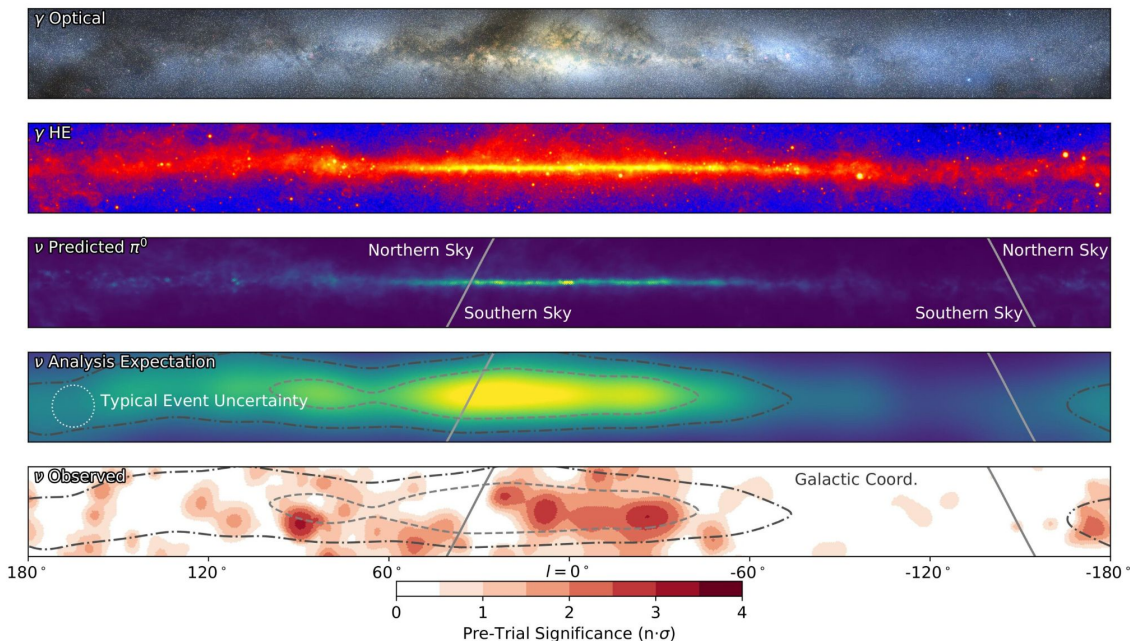 γ Optical
γ HE
ν Predicted π⁰
Northern Sky
Northern Sky
Southern Sky
Southern Sky
ν Analysis Expectation
Typical Event Uncertainty
ν Observed
Galactic Coord.
180° 120° 60° l=0 -60° -120° -180°
0 1 2 3 4
Pre-Trial Significance (n·σ)